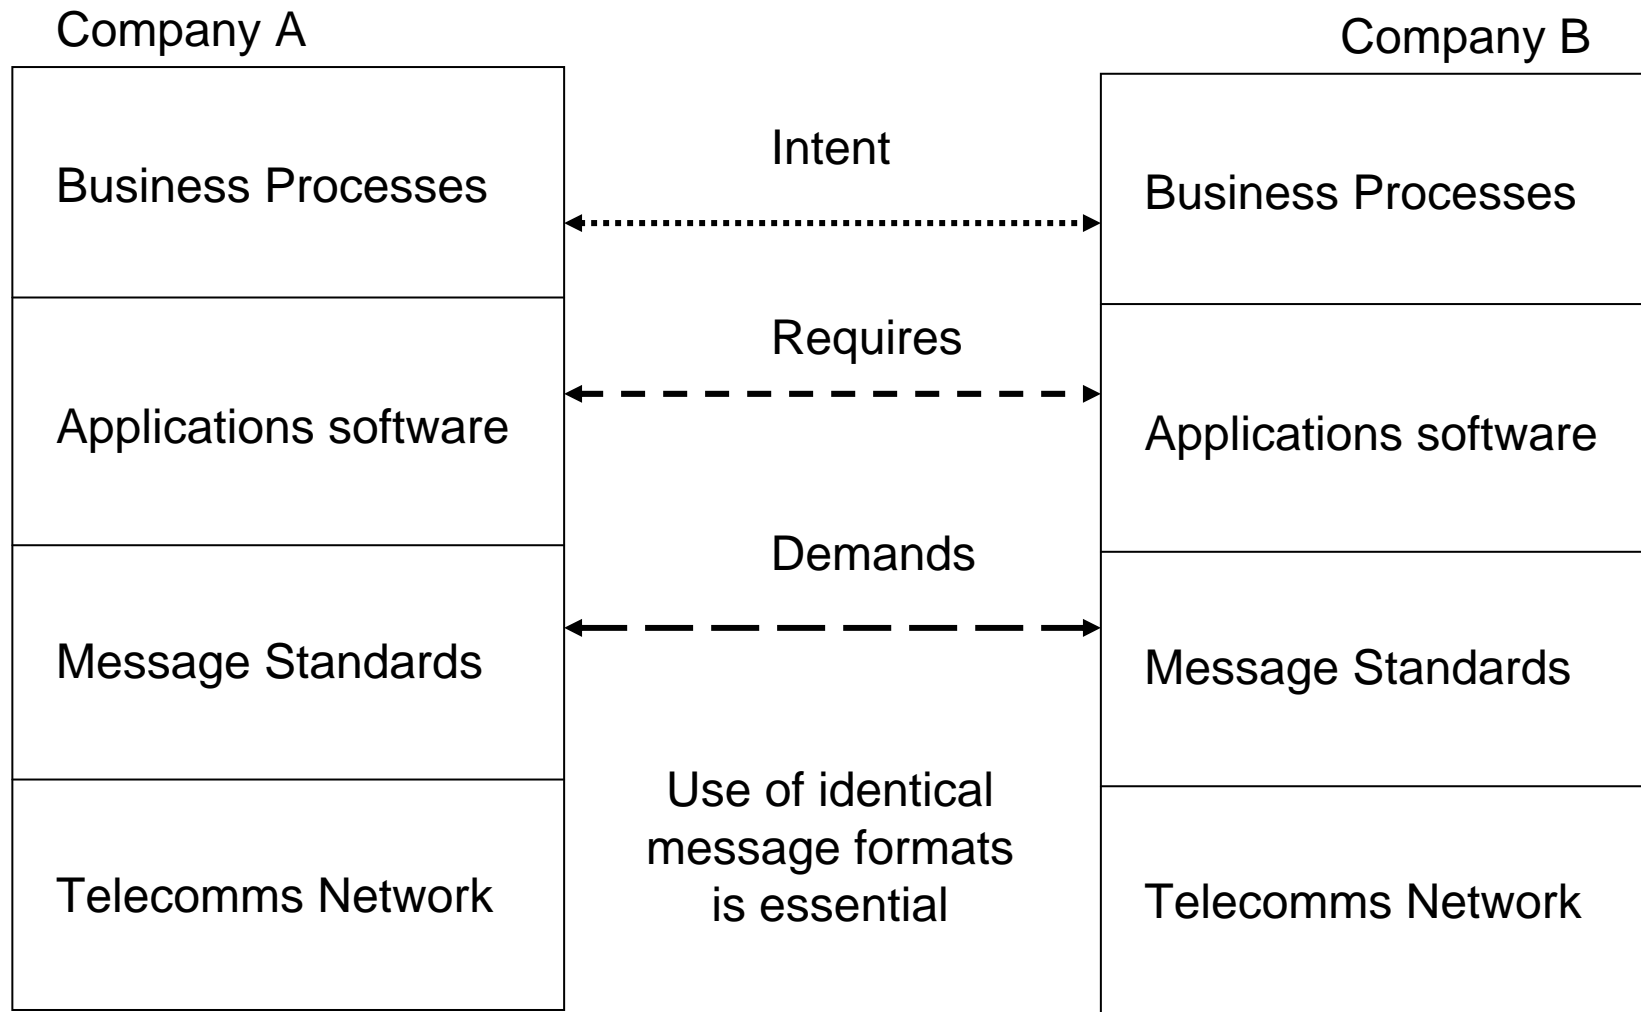 Company A
Company B
Business Processes
Intent
Business Processes
Applications software
Requires
Applications software
Message Standards
Demands
Message Standards
Telecomms Network
Use of identical
message formats
is essential
Telecomms Network